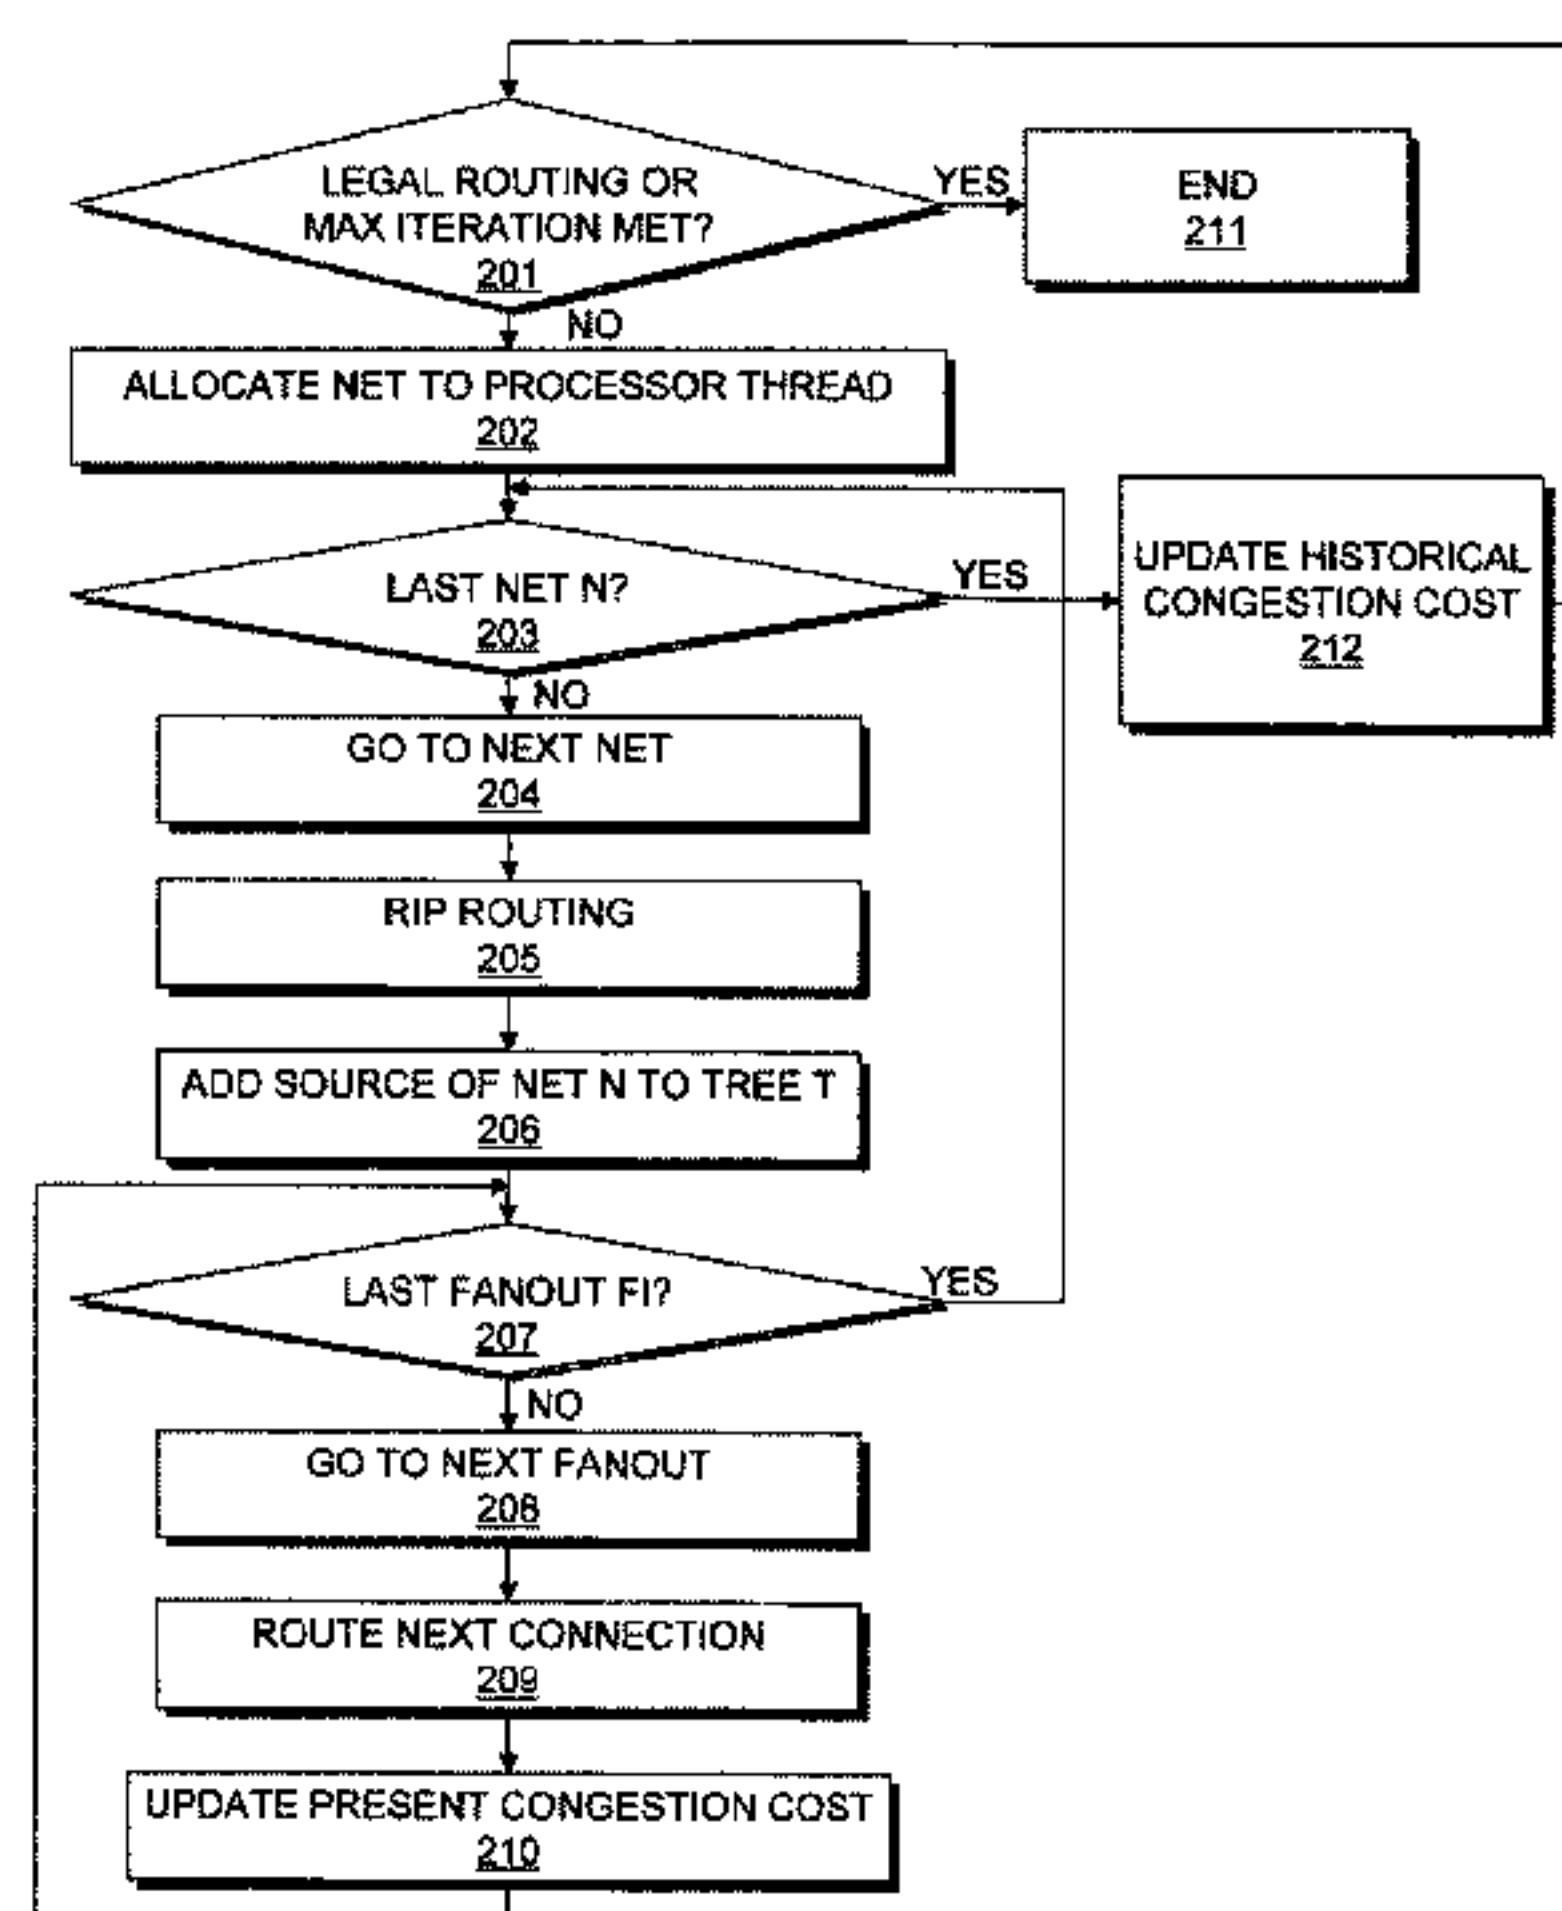 LEGAL ROUTING OR
MAX ITERATION MET?
201
YES
END
211
NO
ALLOCATE NET TO PROCESSOR THREAD
202
LAST NET N?
203
YES
UPDATE HISTORICAL
CONGESTION COST
212
NO
GO TO NEXT NET
204
RIP ROUTING
205
ADD SOURCE OF NET N TO TREE T
206
LAST FANOUT FI?
207
YES
NO
GO TO NEXT FANOUT
208
ROUTE NEXT CONNECTION
209
UPDATE PRESENT CONGESTION COST
210